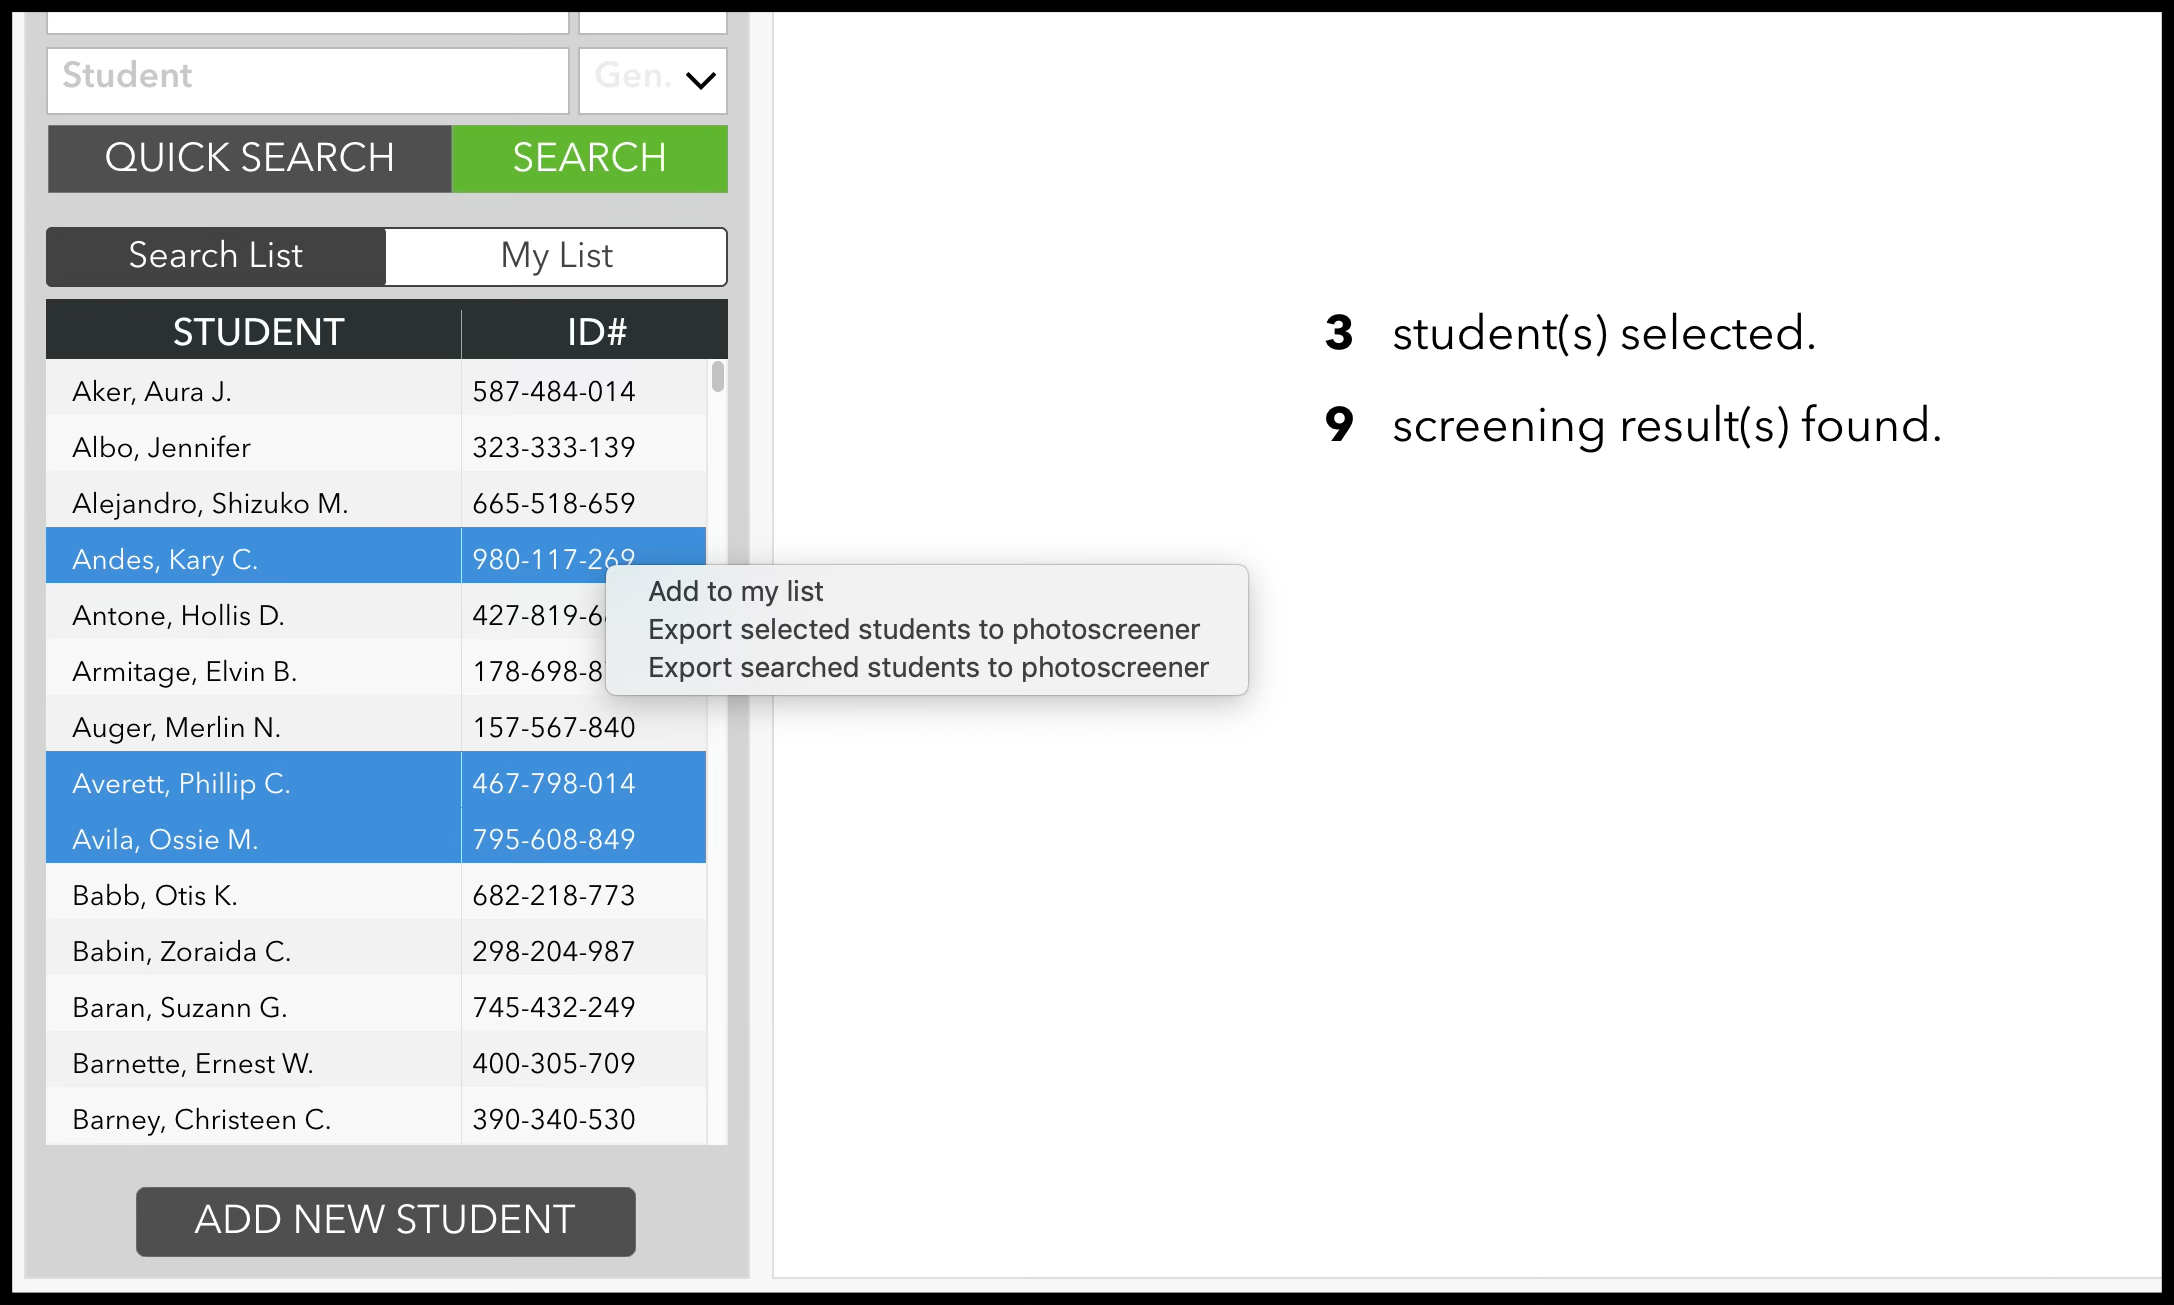 Student
Gen.
QUICK SEARCH SEARCH
Search List My List
STUDENT ID#
Aker, Aura J. 587-484-014
Albo, Jennifer 323-333-139
Alejandro, Shizuko M. 665-518-659
Andes, Kary C. 980-117-269
Antone, Hollis D. 427-819-6
Armitage, Elvin B. 178-698-8
Auger, Merlin N. 157-567-840
Averett, Phillip C. 467-798-014
Avila, Ossie M. 795-608-849
Babb, Otis K. 682-218-773
Babin, Zoraida C. 298-204-987
Baran, Suzann G. 745-432-249
Barnette, Ernest W. 400-305-709
Barney, Christeen C. 390-340-530
ADD NEW STUDENT
Add to my list
Export selected students to photoscreener
Export searched students to photoscreener
3 student(s) selected.
9 screening result(s) found.